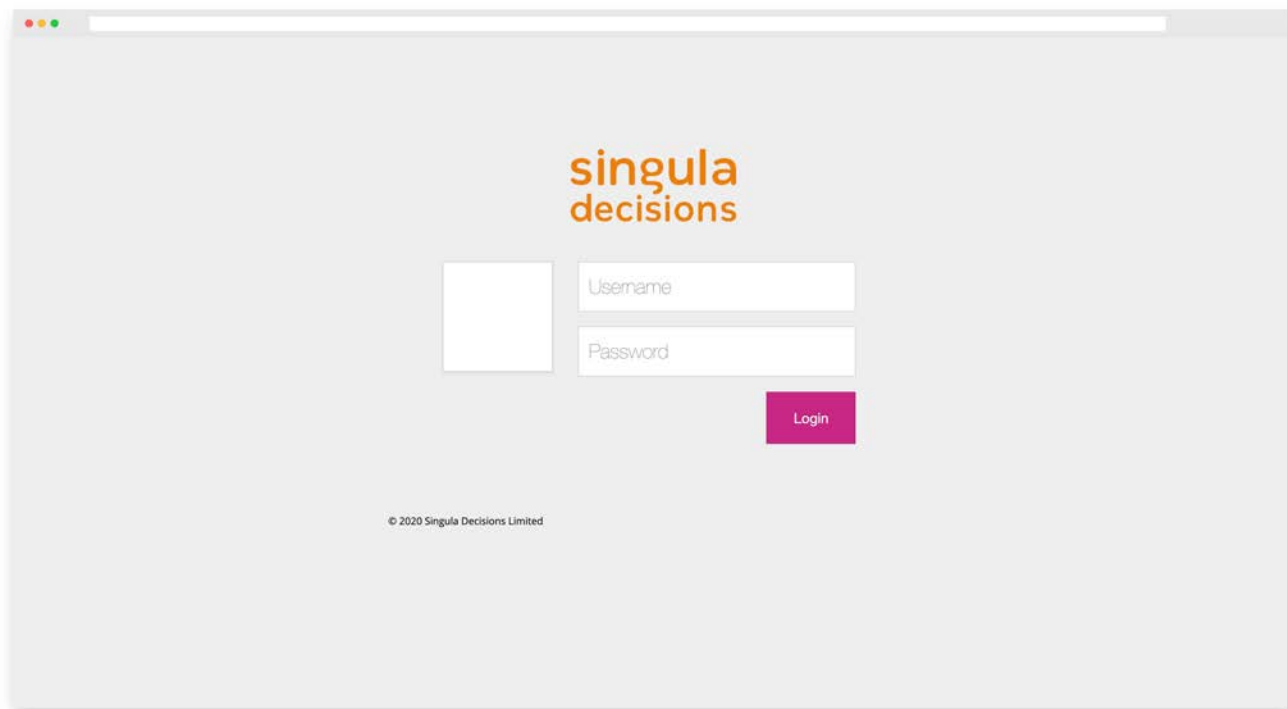 singula
decisions
Username
Password
Login
© 2020 Singula Decisions Limited